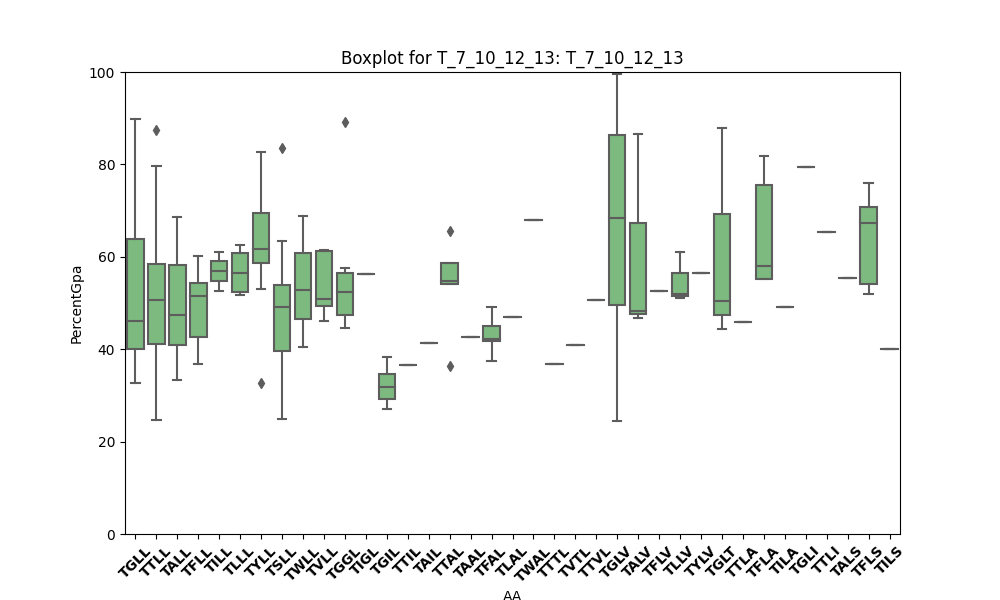 Boxplot for T_7_10_12_13: T_7_10_12_13
PercentGpa
100
80
60
40
20
0
TGLL TTLL TALL TFLL TILL TLLL TYLL TSLL TWLL TVLL TGGL TIGL TGIL TTIL TAIL TTAL TAAL TFAL TLAL TWAL TTTL TVTL TTVL TGLV TALV TFLV TLLV TYLV TGLT TTLA TFLA TILA TGLI TTLI TALS TFLS TILS
AA